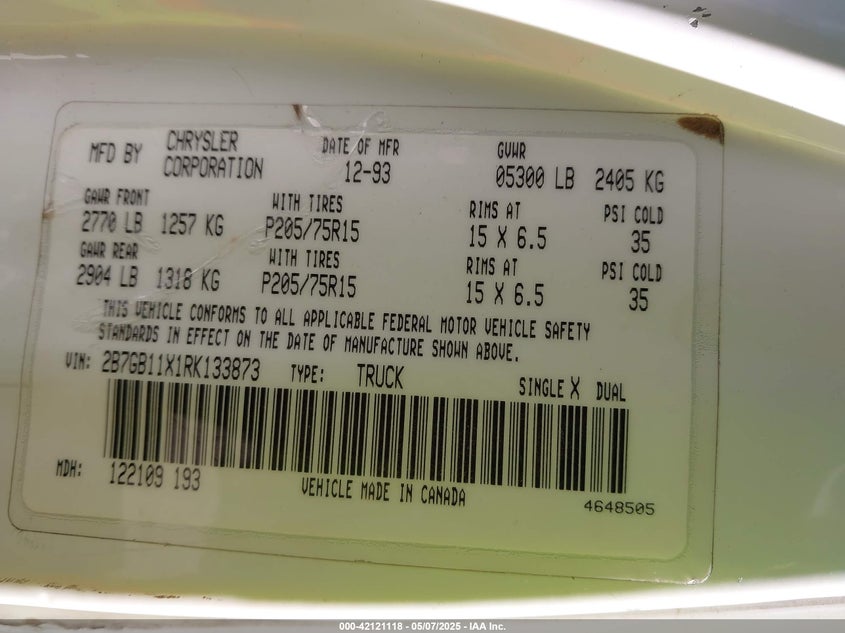 MFD BY CHRYSLER CORPORATION DATE OF MFR 12-93 GVWR 05300 LB 2405 KG
GAWR FRONT WITH TIRES RIMS AT PSI COLD
2770 LB 1257 KG P205/75R15 15 X 6.5 35
GAWR REAR WITH TIRES RIMS AT PSI COLD
2904 LB 1318 KG P205/75R15 15 X 6.5 35
THIS VEHICLE CONFORMS TO ALL APPLICABLE FEDERAL MOTOR VEHICLE SAFETY
STANDARDS IN EFFECT ON THE DATE OF MANUFACTURE SHOWN ABOVE.
VIN: 2B7GB11X1RK133873 TYPE: TRUCK SINGLE X DUAL
MDH: 122109 193 VEHICLE MADE IN CANADA 4648505
000-42121118 - 05/07/2025 - IAA Inc.